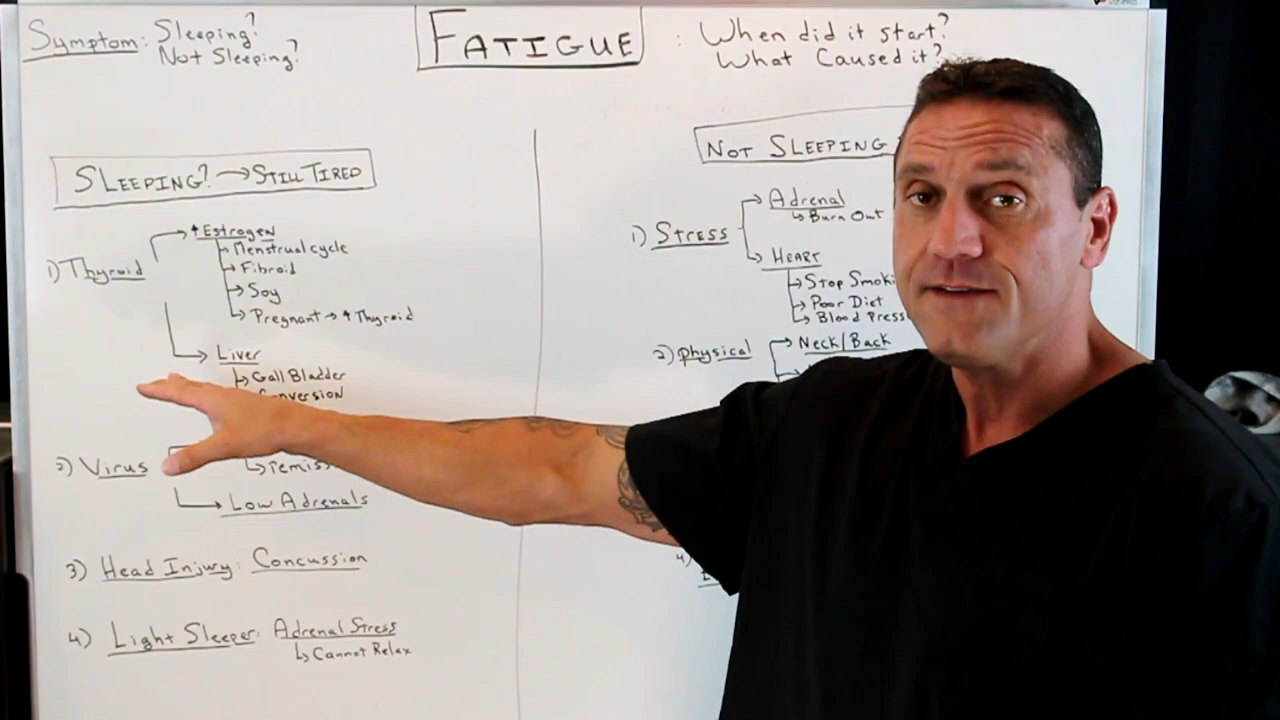 Symptom: Sleeping?
Not Sleeping?
FATIGUE
: When did it start?
What Caused it?
SLEEPING? → STILL TIRED
1) Thyroid
↑ Estrogen
Menstrual cycle
Fibroid
Soy
Pregnant → ↑ Thyroid
Liver
Gall Bladder
Conversion
2) Virus
Low Adrenals
3) Head Injury: Concussion
4) Light Sleeper: Adrenal Stress
Cannot Relax
NOT SLEEPING
1) STRESS
Adrenal
Burn Out
HEART
Stop Smoki
Poor Diet
Blood Press
2) physical
Neck/Back
4)